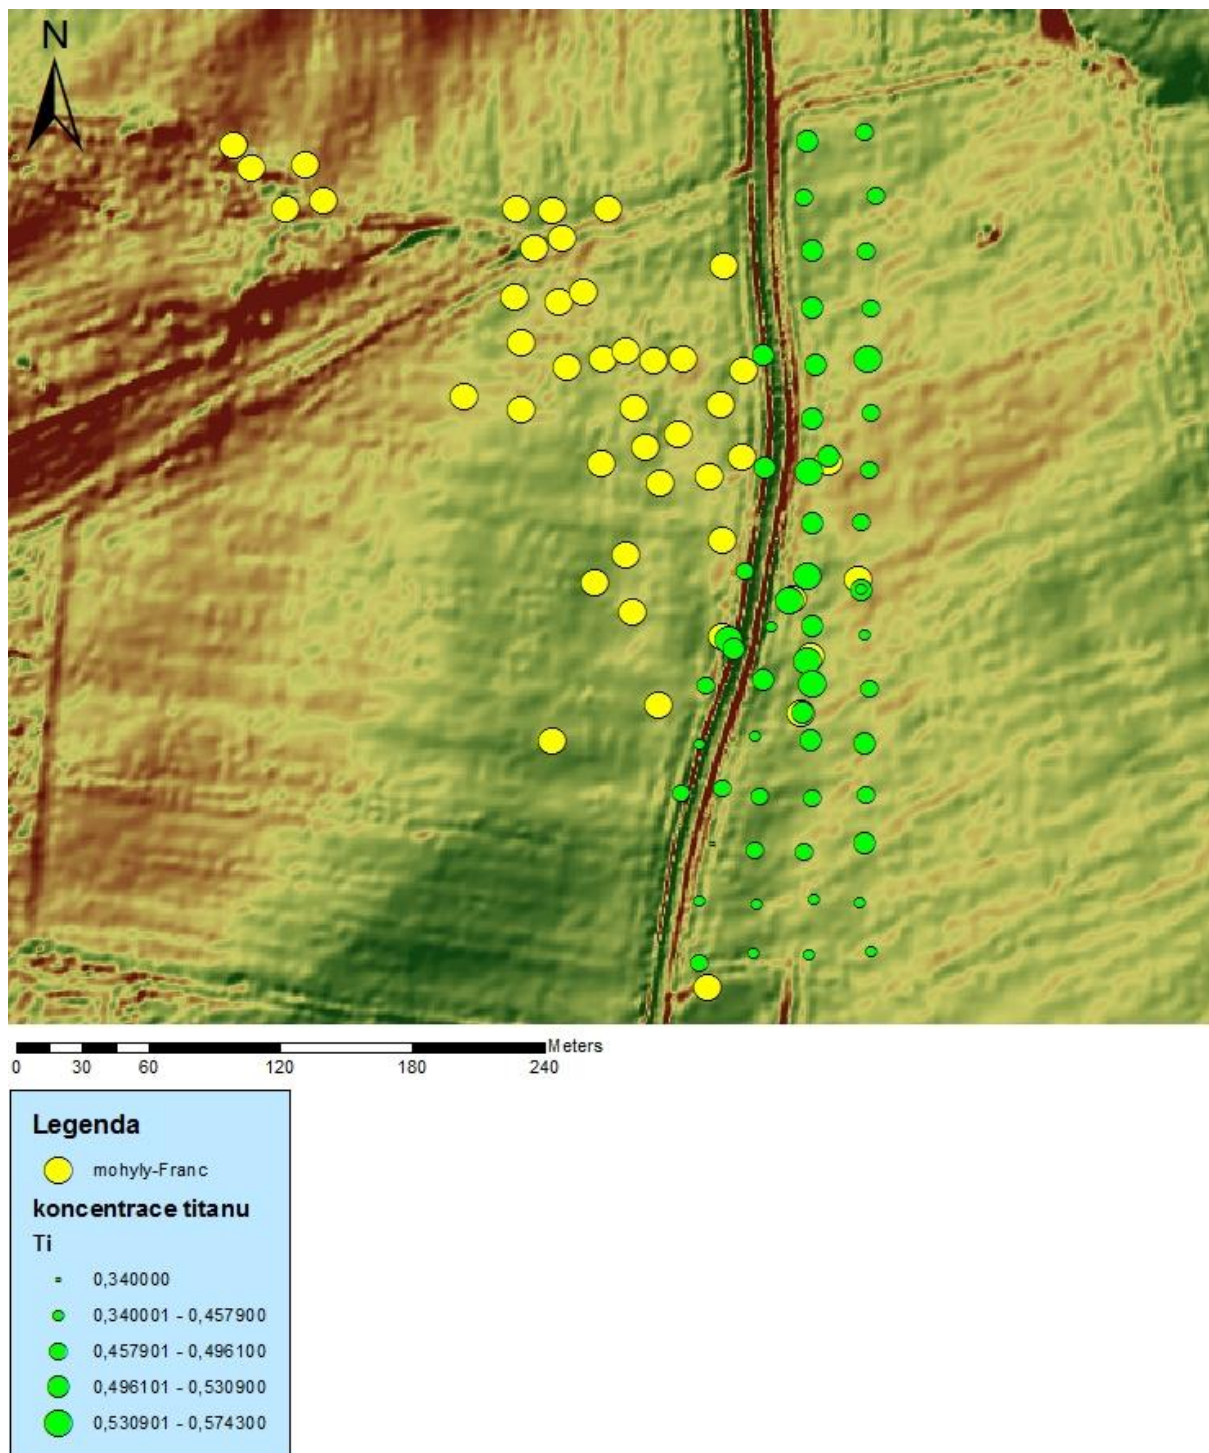 N
Meters
0 30 60 120 180 240
Legenda
mohyly-Franc
koncentrace titanu
Ti
0,340000
0,340001 - 0,457900
0,457901 - 0,496100
0,496101 - 0,530900
0,530901 - 0,574300